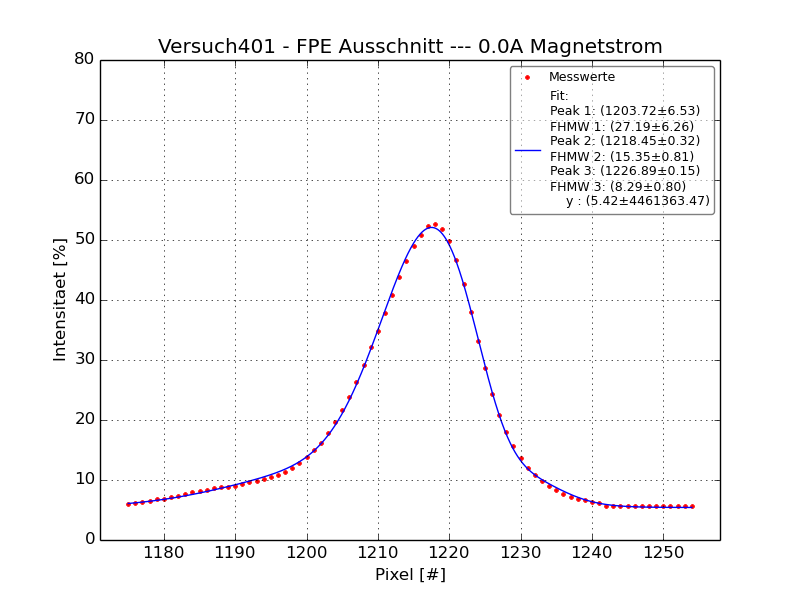 Versuch401 - FPE Ausschnitt --- 0.0A Magnetstrom
80
70
60
50
40
30
20
10
0
Intensitaet [%]
Messwerte
Fit:
Peak 1: (1203.72±6.53)
FHMW 1: (27.19±6.26)
Peak 2: (1218.45±0.32)
FHMW 2: (15.35±0.81)
Peak 3: (1226.89±0.15)
FHMW 3: (8.29±0.80)
y : (5.42±4461363.47)
1180 1190 1200 1210 1220 1230 1240 1250
Pixel [#]